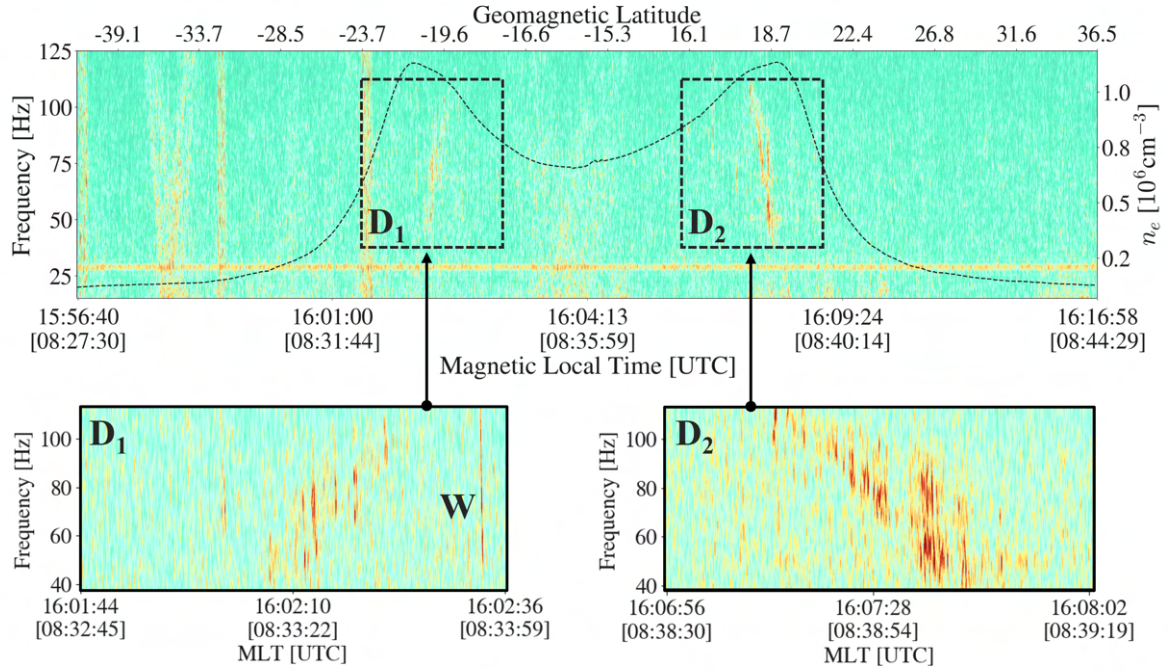 Geomagnetic Latitude
-39.1 -33.7 -28.5 -23.7 -19.6 -16.6 -15.3 16.1 18.7 22.4 26.8 31.6 36.5
125
100
75
50
25
Frequency [Hz]
D₁
D₂
1.0
0.8
0.5
0.2
nₑ [10⁶cm⁻³]
15:56:40 16:01:00 16:04:13 16:09:24 16:16:58
[08:27:30] [08:31:44] [08:35:59] [08:40:14] [08:44:29]
Magnetic Local Time [UTC]
D₁
W
100
80
60
40
Frequency [Hz]
16:01:44 16:02:10 16:02:36
[08:32:45] [08:33:22] [08:33:59]
MLT [UTC]
D₂
100
80
60
40
Frequency [Hz]
16:06:56 16:07:28 16:08:02
[08:38:30] [08:38:54] [08:39:19]
MLT [UTC]